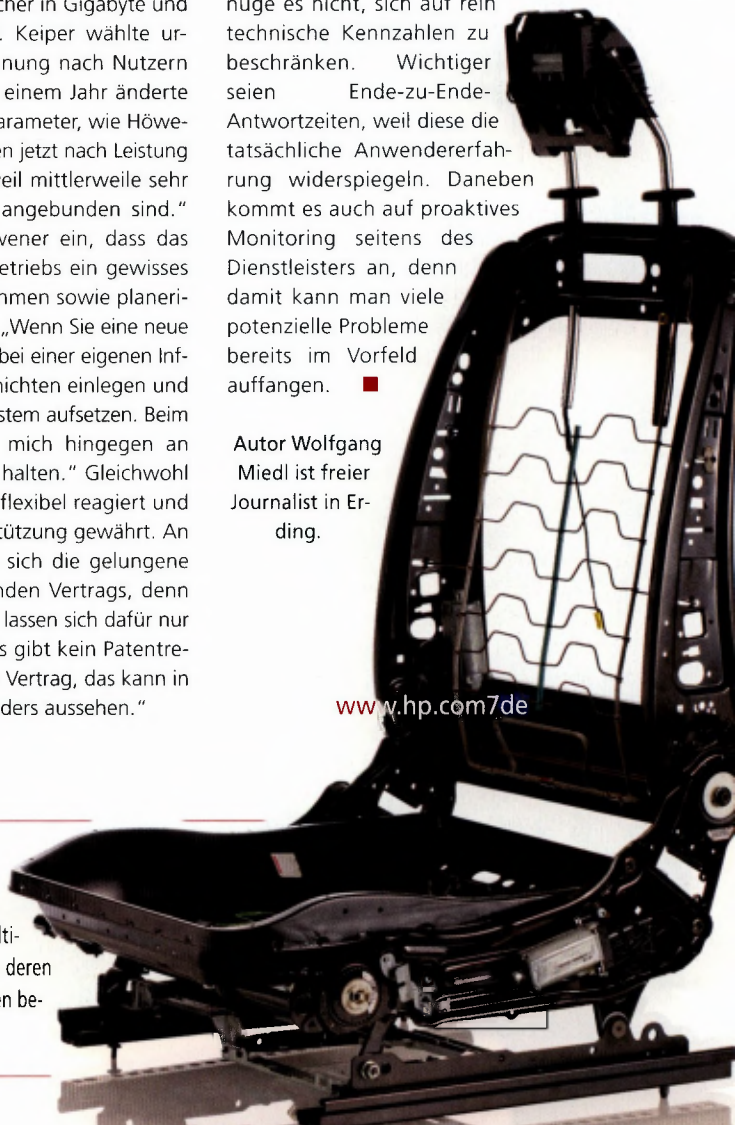 cher in Gigabyte und
. Keiper wählte ur-
nung nach Nutzern
einem Jahr änderte
arameter, wie Höwe-
en jetzt nach Leistung
eil mittlerweile sehr
angebunden sind."
vener ein, dass das
etriebs ein gewisses
hmen sowie planeri-
„Wenn Sie eine neue
bei einer eigenen Inf-
nichten einlegen und
stem aufsetzen. Beim
mich hingegen an
halten." Gleichwohl
flexibel reagiert und
tützung gewährt. An
sich die gelungene
nden Vertrags, denn
lassen sich dafür nur
s gibt kein Patentre-
Vertrag, das kann in
ders aussehen."
nüge es nicht, sich auf rein
technische Kennzahlen zu
beschränken. Wichtiger
seien Ende-zu-Ende-
Antwortzeiten, weil diese die
tatsächliche Anwendererfah-
rung widerspiegeln. Daneben
kommt es auch auf proaktives
Monitoring seitens des
Dienstleisters an, denn
damit kann man viele
potenzielle Probleme
bereits im Vorfeld
auffangen.
Autor Wolfgang
Miedl ist freier
Journalist in Er-
ding.
www.hp.com7de
lti-
deren
en be-